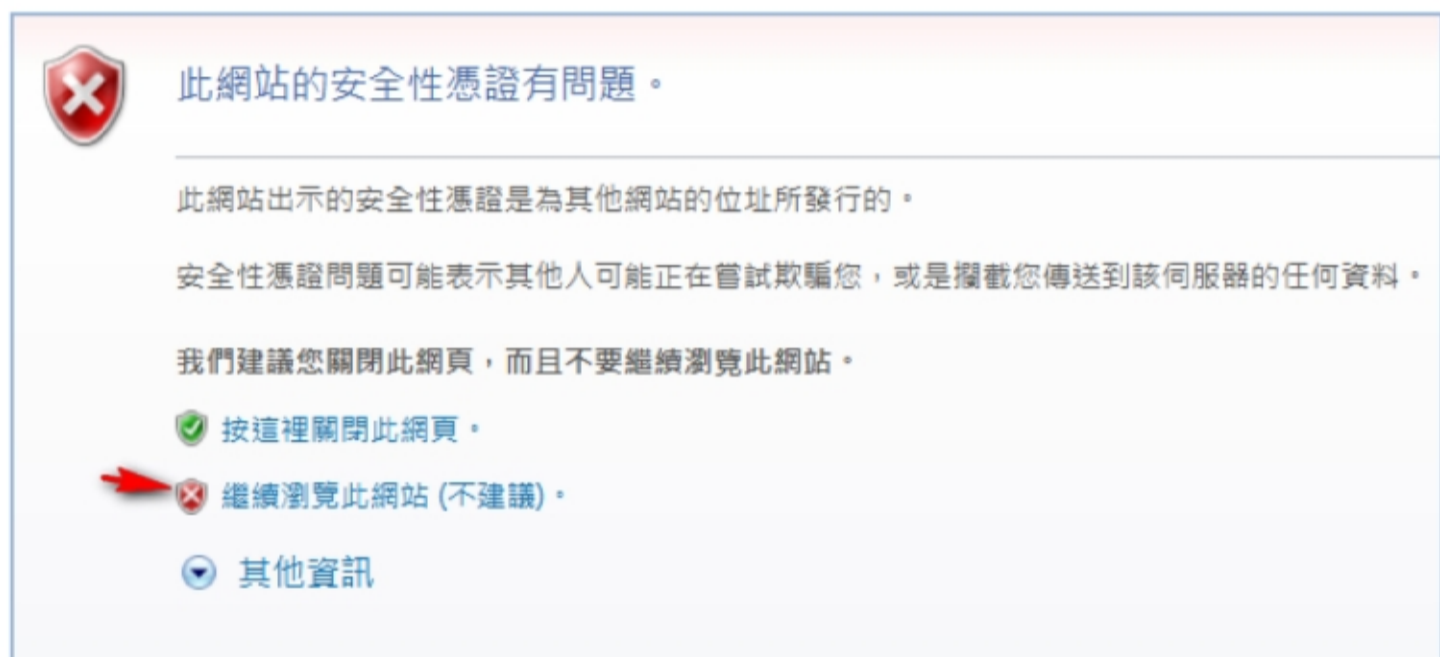 此網站的安全性憑證有問題。
此網站出示的安全性憑證是為其他網站的位址所發行的。
安全性憑證問題可能表示其他人可能正在嘗試欺騙您，或是攔截您傳送到該伺服器的任何資料。
我們建議您關閉此網頁，而且不要繼續瀏覽此網站。
按這裡關閉此網頁。
繼續瀏覽此網站 (不建議)。
其他資訊